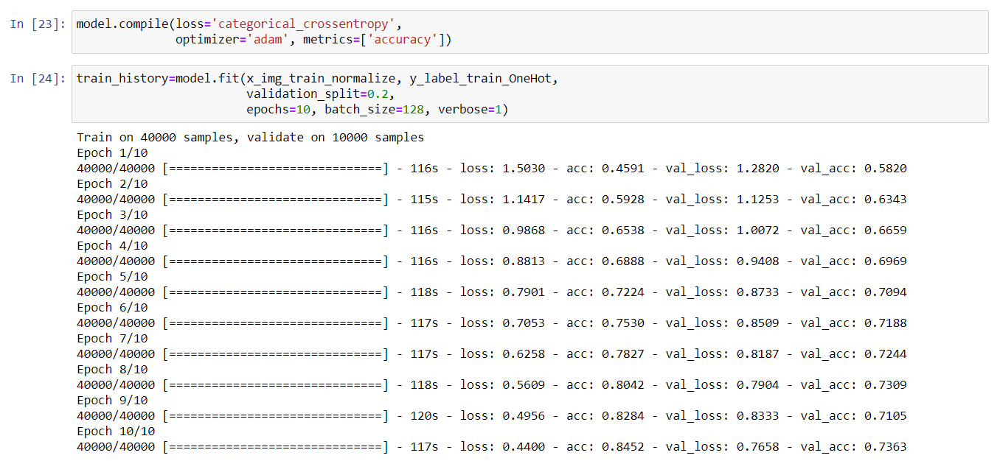 In [23]: model.compile(loss='categorical_crossentropy',
optimizer='adam', metrics=['accuracy'])
In [24]: train_history=model.fit(x_img_train_normalize, y_label_train_OneHot,
validation_split=0.2,
epochs=10, batch_size=128, verbose=1)
Train on 40000 samples, validate on 10000 samples
Epoch 1/10
40000/40000 [==============================] - 116s - loss: 1.5030 - acc: 0.4591 - val_loss: 1.2820 - val_acc: 0.5820
Epoch 2/10
40000/40000 [==============================] - 115s - loss: 1.1417 - acc: 0.5928 - val_loss: 1.1253 - val_acc: 0.6343
Epoch 3/10
40000/40000 [==============================] - 116s - loss: 0.9868 - acc: 0.6538 - val_loss: 1.0072 - val_acc: 0.6659
Epoch 4/10
40000/40000 [==============================] - 116s - loss: 0.8813 - acc: 0.6888 - val_loss: 0.9408 - val_acc: 0.6969
Epoch 5/10
40000/40000 [==============================] - 118s - loss: 0.7901 - acc: 0.7224 - val_loss: 0.8733 - val_acc: 0.7094
Epoch 6/10
40000/40000 [==============================] - 117s - loss: 0.7053 - acc: 0.7530 - val_loss: 0.8509 - val_acc: 0.7188
Epoch 7/10
40000/40000 [==============================] - 117s - loss: 0.6258 - acc: 0.7827 - val_loss: 0.8187 - val_acc: 0.7244
Epoch 8/10
40000/40000 [==============================] - 118s - loss: 0.5609 - acc: 0.8042 - val_loss: 0.7904 - val_acc: 0.7309
Epoch 9/10
40000/40000 [==============================] - 120s - loss: 0.4956 - acc: 0.8284 - val_loss: 0.8333 - val_acc: 0.7105
Epoch 10/10
40000/40000 [==============================] - 117s - loss: 0.4400 - acc: 0.8452 - val_loss: 0.7658 - val_acc: 0.7363